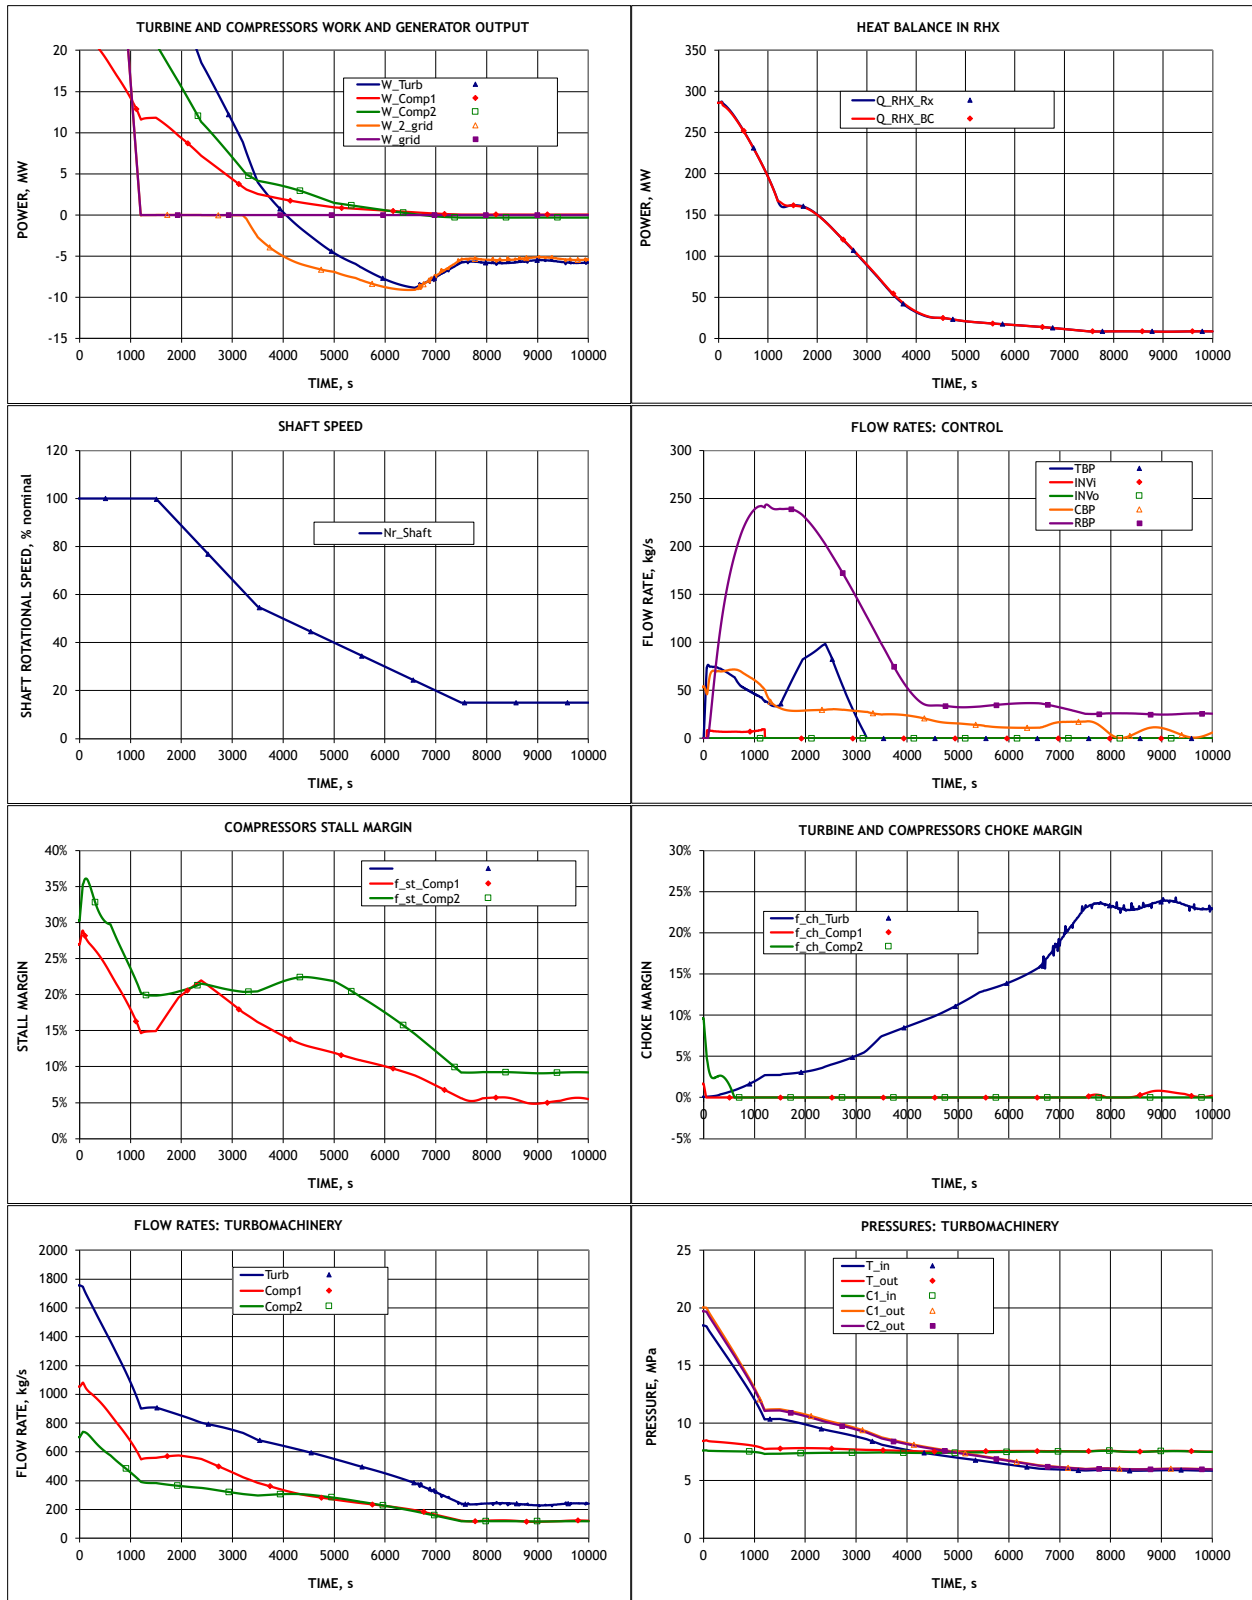 TURBINE AND COMPRESSORS WORK AND GENERATOR OUTPUT
20
15
10
5
0
-5
-10
-15
POWER, MW
W_Turb
W_Comp1
W_Comp2
W_2_grid
W_grid
0 1000 2000 3000 4000 5000 6000 7000 8000 9000 10000
TIME, s
HEAT BALANCE IN RHX
350
300
250
200
150
100
50
0
POWER, MW
Q_RHX_Rx
Q_RHX_BC
0 1000 2000 3000 4000 5000 6000 7000 8000 9000 10000
TIME, s
SHAFT SPEED
120
100
80
60
40
20
0
SHAFT ROTATIONAL SPEED, % nominal
Nr_Shaft
0 1000 2000 3000 4000 5000 6000 7000 8000 9000 10000
TIME, s
FLOW RATES: CONTROL
300
250
200
150
100
50
0
FLOW RATE, kg/s
TBP
INVi
INVo
CBP
RBP
0 1000 2000 3000 4000 5000 6000 7000 8000 9000 10000
TIME, s
COMPRESSORS STALL MARGIN
40%
35%
30%
25%
20%
15%
10%
5%
0%
STALL MARGIN
f_st_Comp1
f_st_Comp2
0 1000 2000 3000 4000 5000 6000 7000 8000 9000 10000
TIME, s
TURBINE AND COMPRESSORS CHOKE MARGIN
30%
25%
20%
15%
10%
5%
0%
-5%
CHOKE MARGIN
f_ch_Turb
f_ch_Comp1
f_ch_Comp2
0 1000 2000 3000 4000 5000 6000 7000 8000 9000 10000
TIME, s
FLOW RATES: TURBOMACHINERY
2000
1800
1600
1400
1200
1000
800
600
400
200
0
FLOW RATE, kg/s
Turb
Comp1
Comp2
0 1000 2000 3000 4000 5000 6000 7000 8000 9000 10000
TIME, s
PRESSURES: TURBOMACHINERY
25
20
15
10
5
0
PRESSURE, MPa
T_in
T_out
C1_in
C1_out
C2_out
0 1000 2000 3000 4000 5000 6000 7000 8000 9000 10000
TIME, s